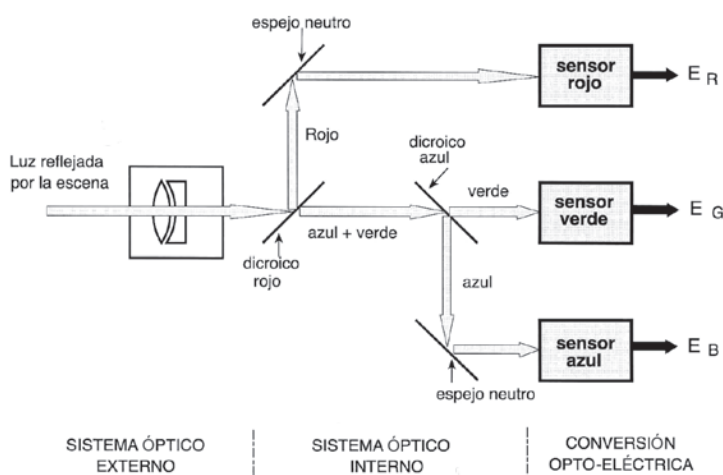 espejo neutro
sensor
rojo
E R
Rojo
dicroico
azul
Luz reflejada
por la escena
verde
sensor
verde
E G
azul + verde
dicroico
rojo
azul
sensor
azul
E B
espejo neutro
SISTEMA ÓPTICO
EXTERNO
SISTEMA ÓPTICO
INTERNO
CONVERSIÓN
OPTO-ELÉCTRICA